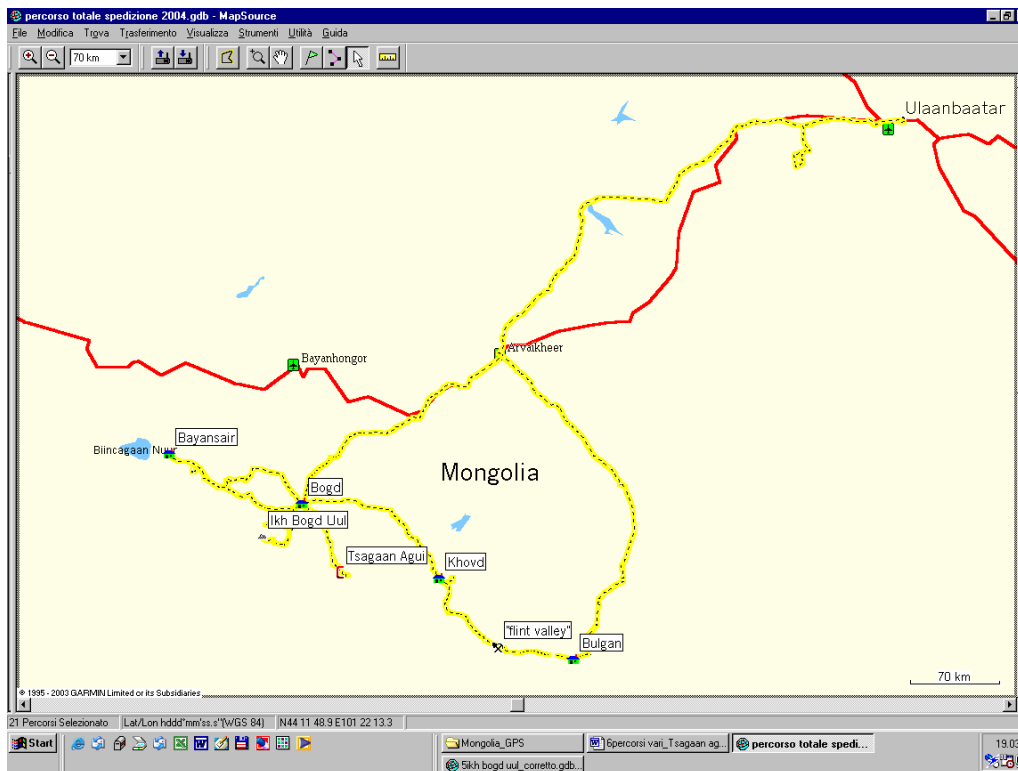 percorso totale spedizione 2004.gdb - MapSource
File Modifica Trova Trasferimento Visualizza Strumenti Utilità Guida
70 km
Ulaanbaatar
Arvaikheer
Bayanhongor
Bayansair
Biincagaan Nuur
Mongolia
Bogd
Ikh Bogd Uul
Tsagaan Agui
Khovd
"flint valley"
Bulgan
70 km
© 1995 - 2003 GARMIN Limited or its Subsidiaries
21 Percorsi Selezionato Lat/Lon hddd°mm'ss.s"(WGS 84) N44 11 48.9 E101 22 13.3
Start Mongolia_GPS 6percorsi vari_Tsagaan ag... percorso totale spedi... 19.03
5ikh bogd uul_corretto.gdb...